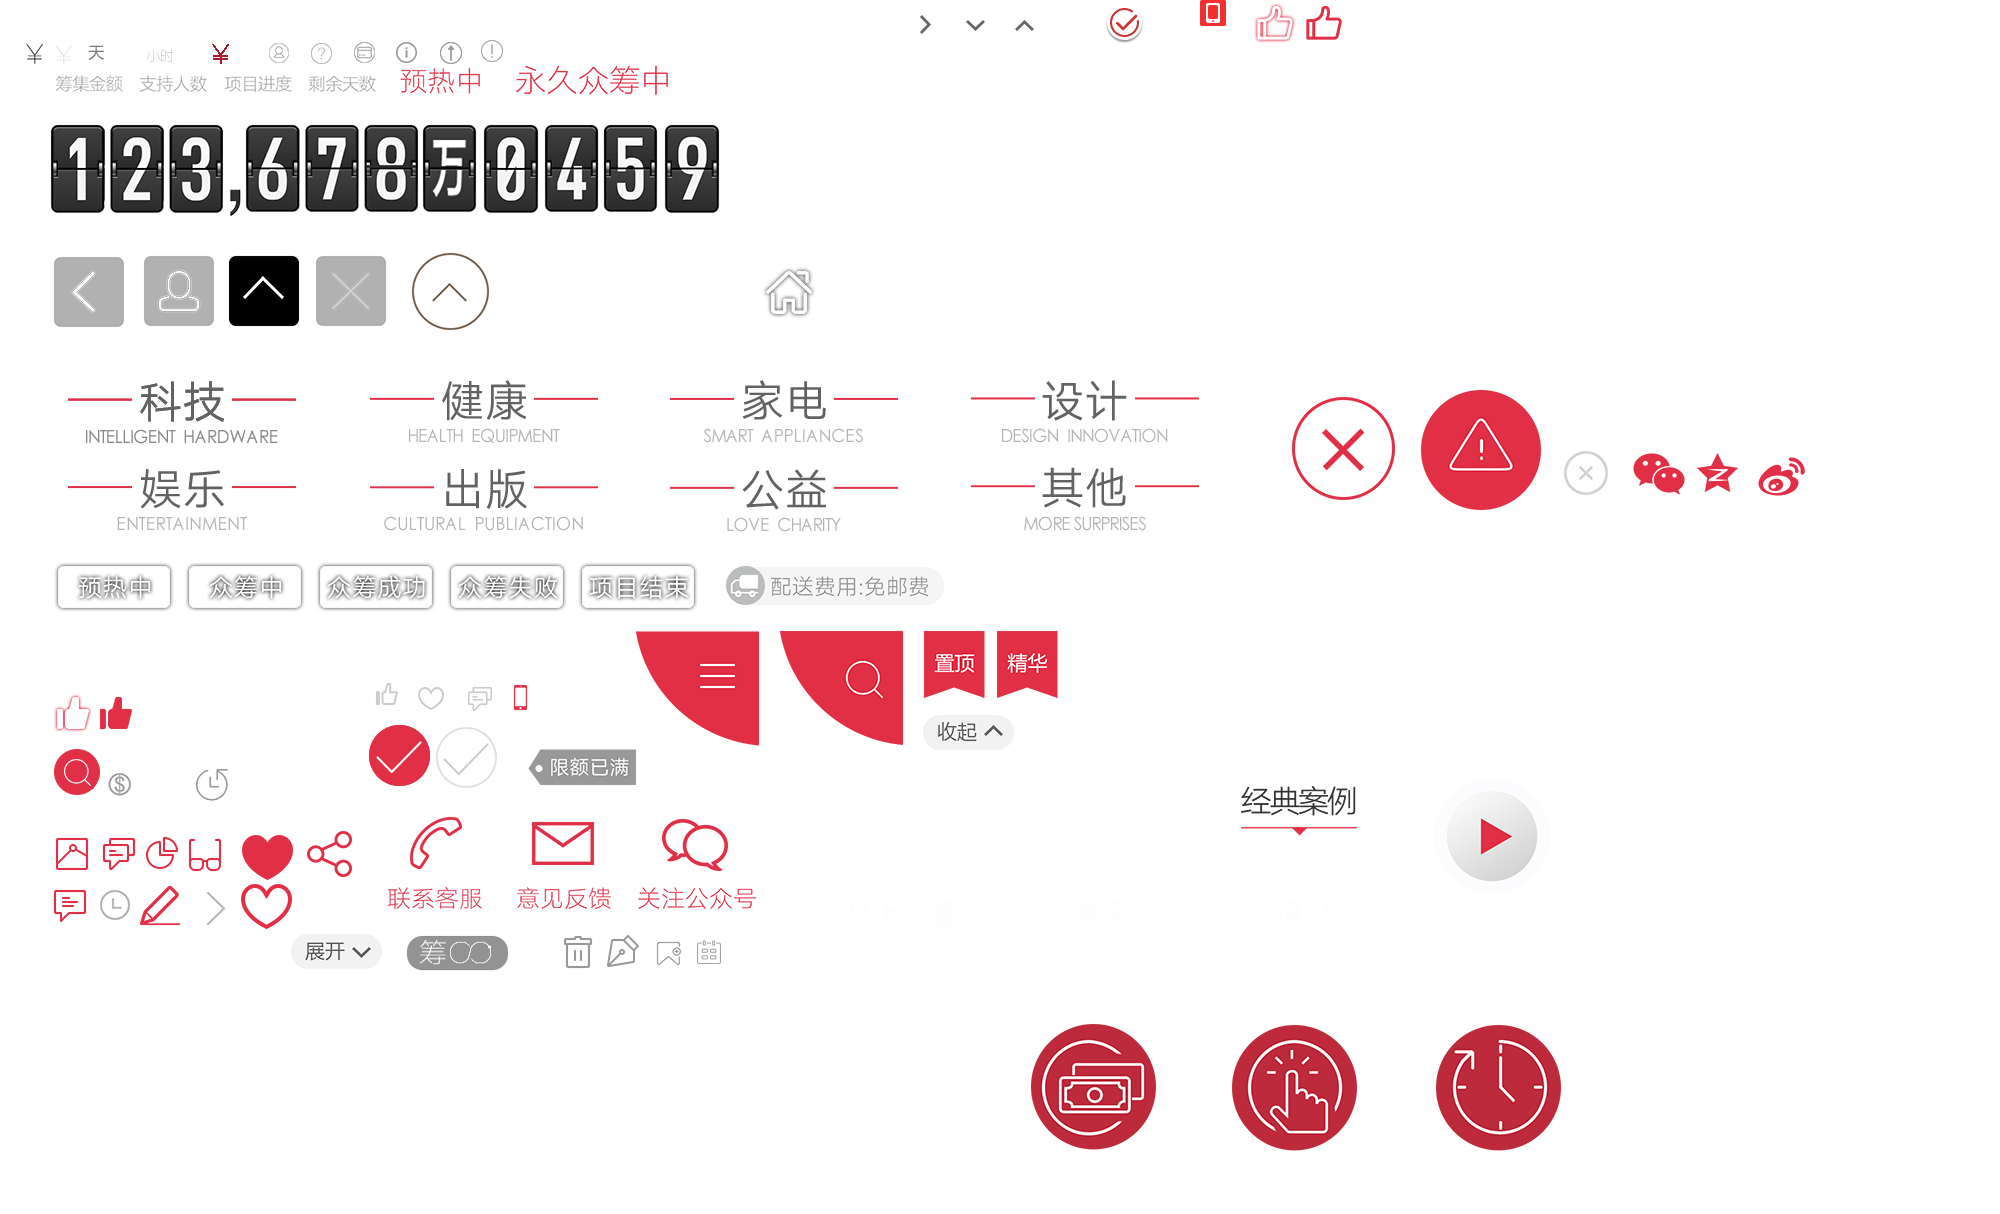 ¥ ¥ 天 小时 ¥
筹集金额 支持人数 项目进度 剩余天数 预热中 永久众筹中
123,678万0459
科技 健康 家电 设计
INTELLIGENT HARDWARE HEALTH EQUIPMENT SMART APPLIANCES DESIGN INNOVATION
娱乐 出版 公益 其他
ENTERTAINMENT CULTURAL PUBLIACTION LOVE CHARITY MORE SURPRISES
预热中 众筹中 众筹成功 众筹失败 项目结束 配送费用:免邮费
置顶 精华
收起
限额已满
经典案例
联系客服 意见反馈 关注公众号
展开 筹